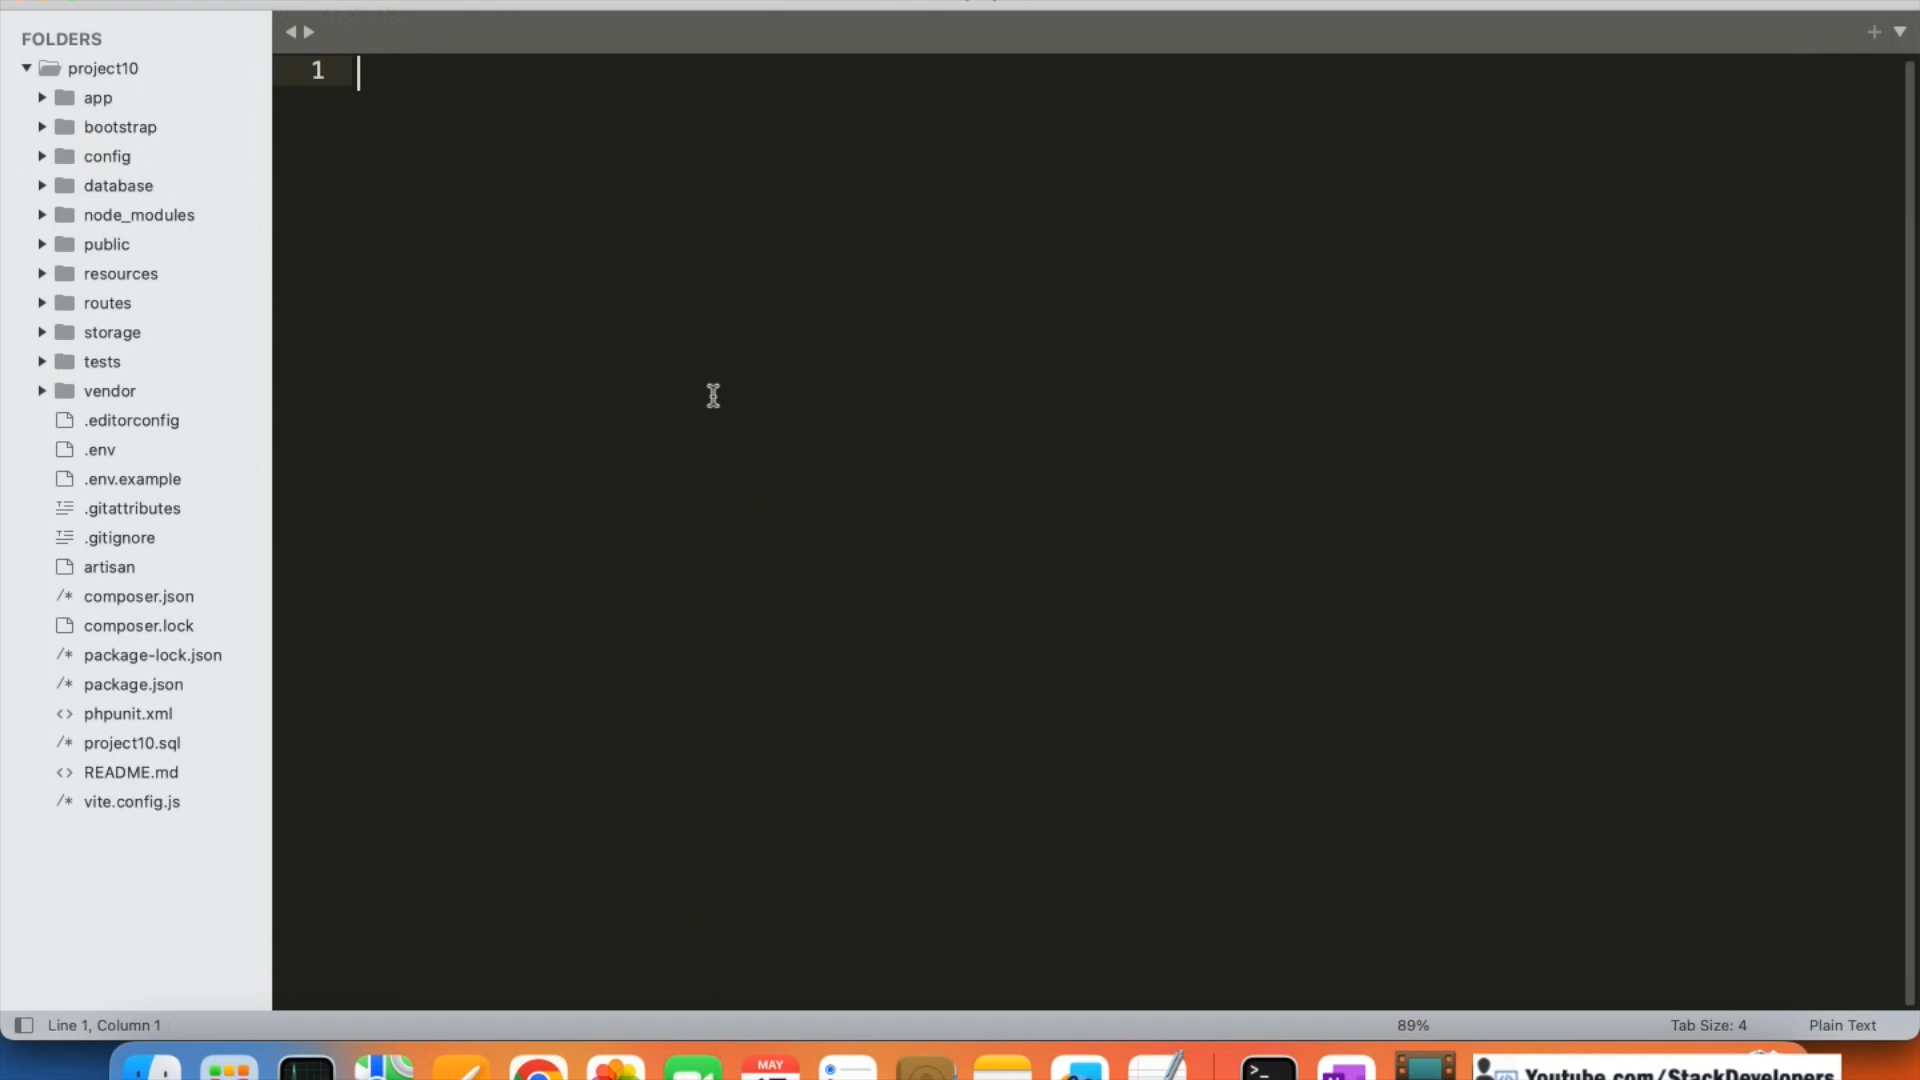 FOLDERS
project10
app
bootstrap
config
database
node_modules
public
resources
routes
storage
tests
vendor
.editorconfig
.env
.env.example
.gitattributes
.gitignore
artisan
composer.json
composer.lock
package-lock.json
package.json
phpunit.xml
project10.sql
README.md
vite.config.js
1
Line 1, Column 1
89%
Tab Size: 4
Plain Text
MAY
Youtube.com/StackDevelopers